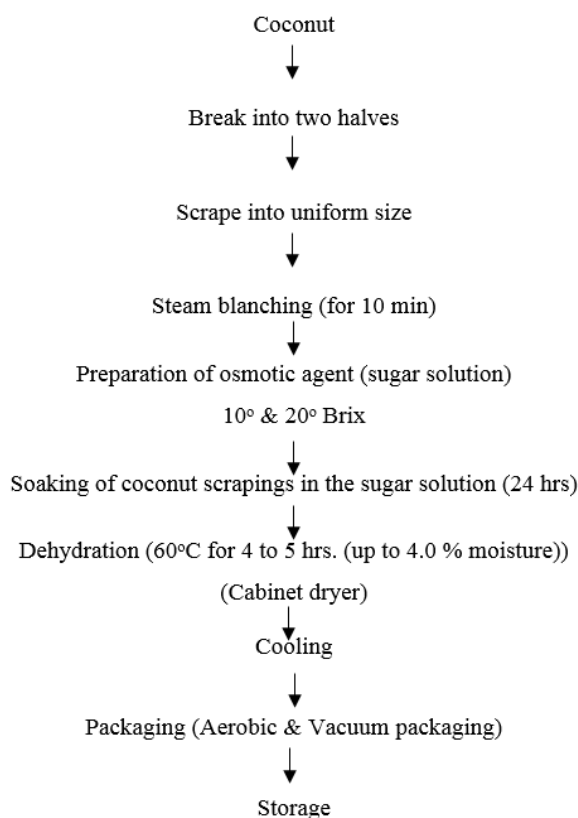 Coconut
Break into two halves
Scrape into uniform size
Steam blanching (for 10 min)
Preparation of osmotic agent (sugar solution)
10° & 20° Brix
Soaking of coconut scrapings in the sugar solution (24 hrs)
Dehydration (60°C for 4 to 5 hrs. (up to 4.0 % moisture))
(Cabinet dryer)
Cooling
Packaging (Aerobic & Vacuum packaging)
Storage